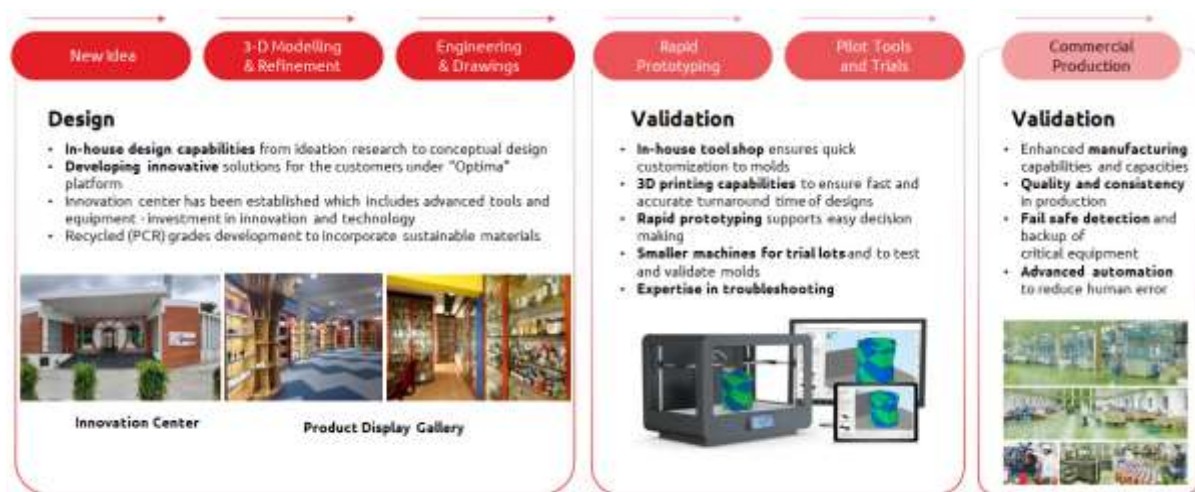 New Idea
3-D Modelling
& Refinement
Engineering
& Drawings
Rapid
Prototyping
Pilot Tools
and Trials
Commercial
Production
Design
• In-house design capabilities from ideation research to conceptual design
• Developing innovative solutions for the customers under "Optima"
platform
• Innovation center has been established which includes advanced tools and
equipment - investment in innovation and technology
• Recycled (PCR) grades development to incorporate sustainable materials
Innovation Center
Product Display Gallery
Validation
• In-house toolshop ensures quick
customization to molds
• 3D printing capabilities to ensure fast and
accurate turnaround time of designs
• Rapid prototyping supports easy decision
making
• Smaller machines for trial lots and to test
and validate molds
• Expertise in troubleshooting
Validation
• Enhanced manufacturing
capabilities and capacities
• Quality and consistency
in production
• Fail safe detection and
backup of
critical equipment
• Advanced automation
to reduce human error